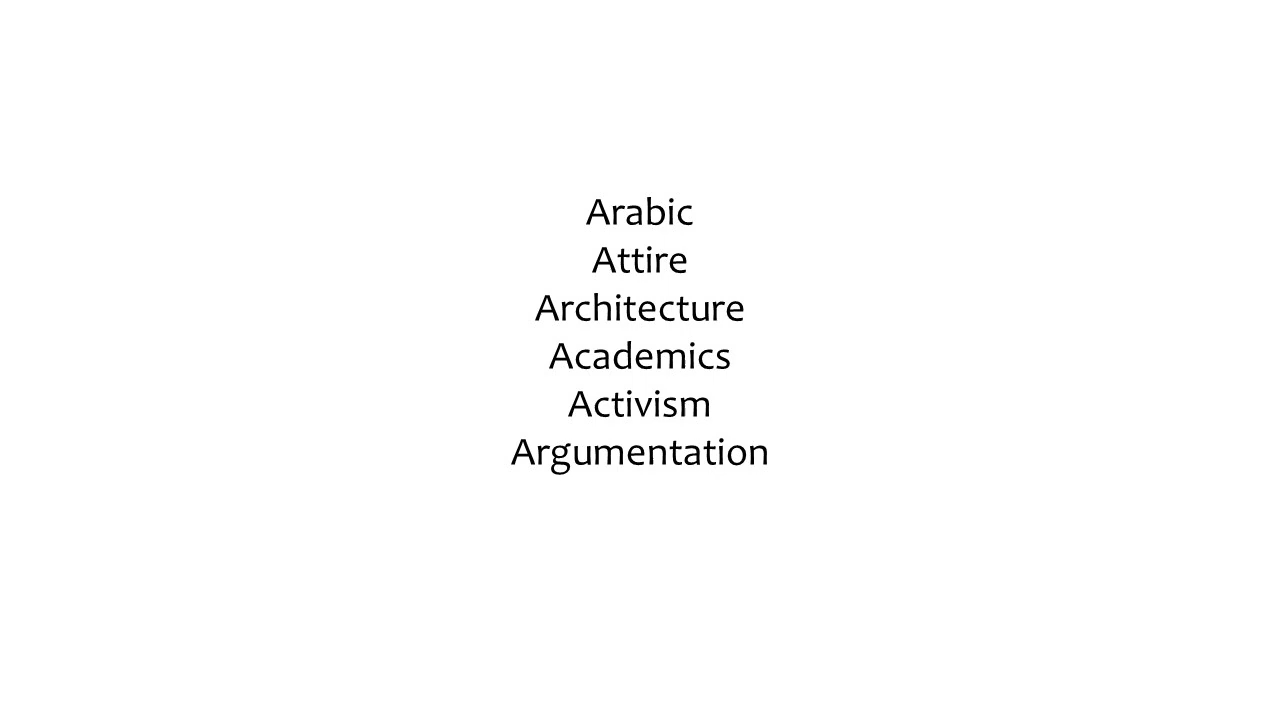 Arabic
Attire
Architecture
Academics
Activism
Argumentation